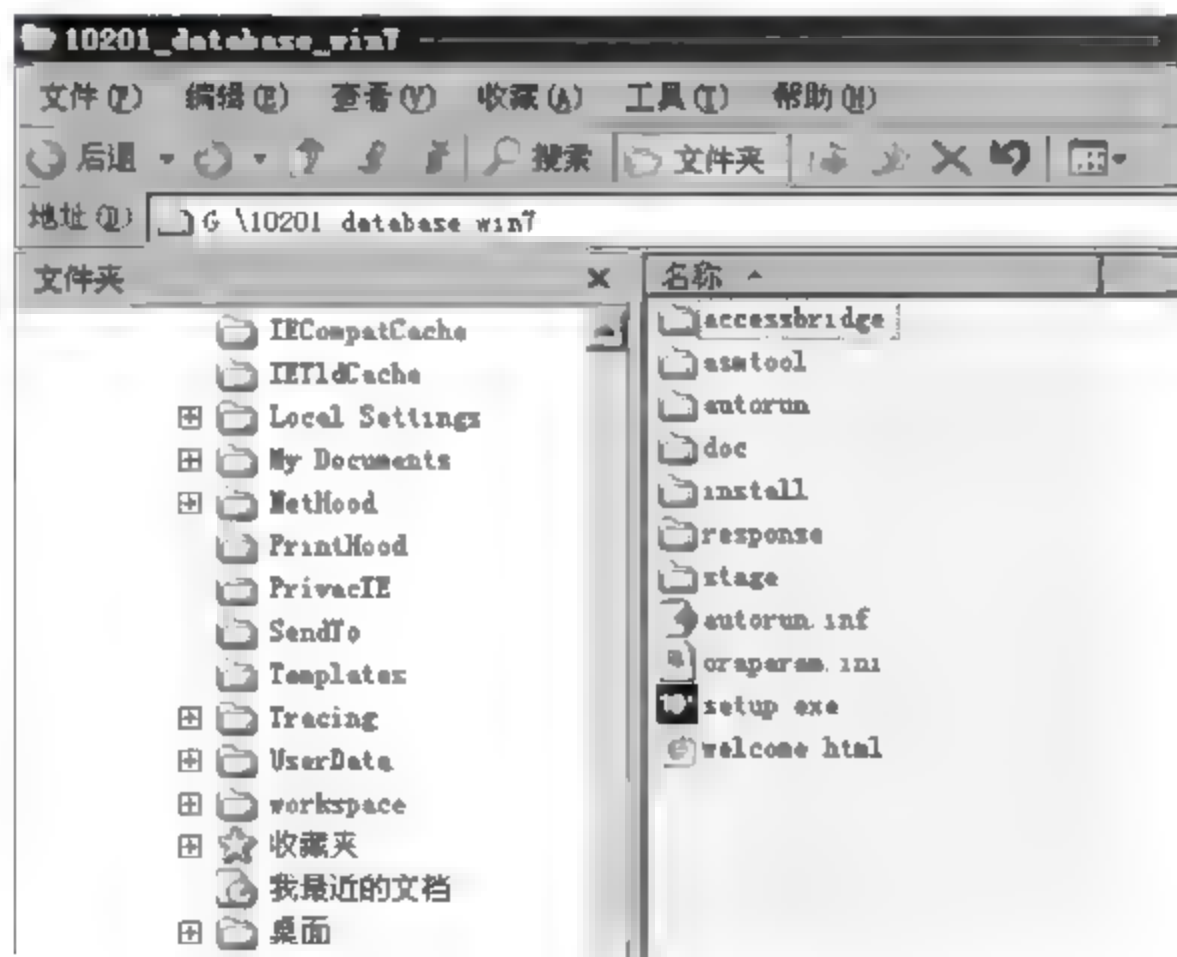 10201_database_win7
文件(F) 编辑(E) 查看(V) 收藏(A) 工具(T) 帮助(H)
后退 搜索 文件夹
地址(D) G \10201 database win7
文件夹
IECompatCache
IETldCache
Local Settings
My Documents
NetHood
PrintHood
PrivacIE
SendTo
Templates
Tracing
UserData
workspace
收藏夹
我最近的文档
桌面
名称
accessbridge
asmtool
autorun
doc
install
response
stage
autorun.inf
oraparam.ini
setup exe
welcome html